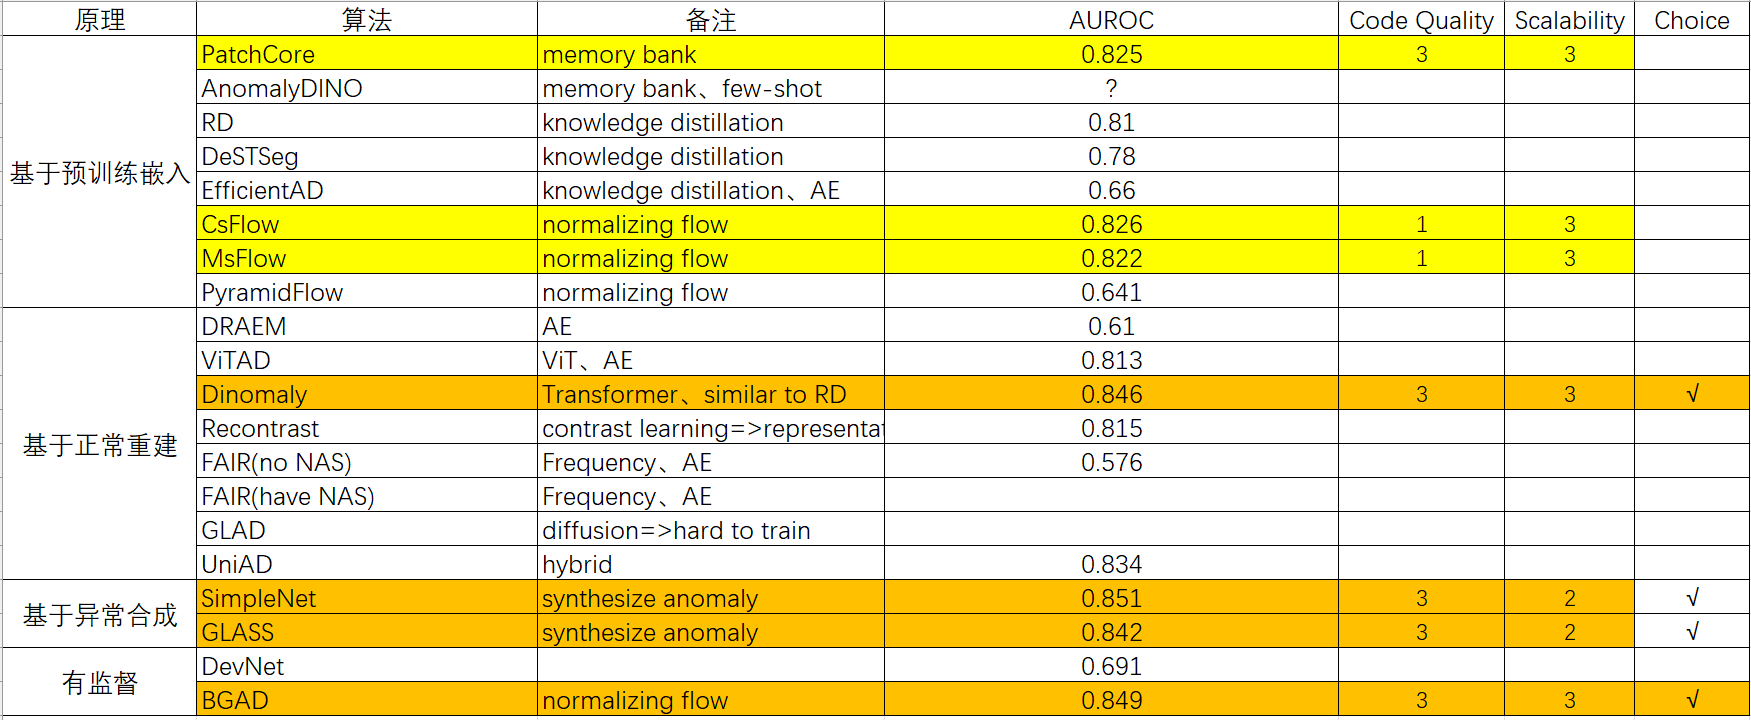 原理 算法 备注 AUROC Code Quality Scalability Choice
基于预训练嵌入
PatchCore memory bank 0.825 3 3
AnomalyDINO memory bank、few-shot ?
RD knowledge distillation 0.81
DeSTSeg knowledge distillation 0.78
EfficientAD knowledge distillation、AE 0.66
CsFlow normalizing flow 0.826 1 3
MsFlow normalizing flow 0.822 1 3
PyramidFlow normalizing flow 0.641
基于正常重建
DRAEM AE 0.61
ViTAD ViT、AE 0.813
Dinomaly Transformer、similar to RD 0.846 3 3 √
Recontrast contrast learning=>representat 0.815
FAIR(no NAS) Frequency、AE 0.576
FAIR(have NAS) Frequency、AE
GLAD diffusion=>hard to train
UniAD hybrid 0.834
基于异常合成
SimpleNet synthesize anomaly 0.851 3 2 √
GLASS synthesize anomaly 0.842 3 2 √
有监督
DevNet 0.691
BGAD normalizing flow 0.849 3 3 √